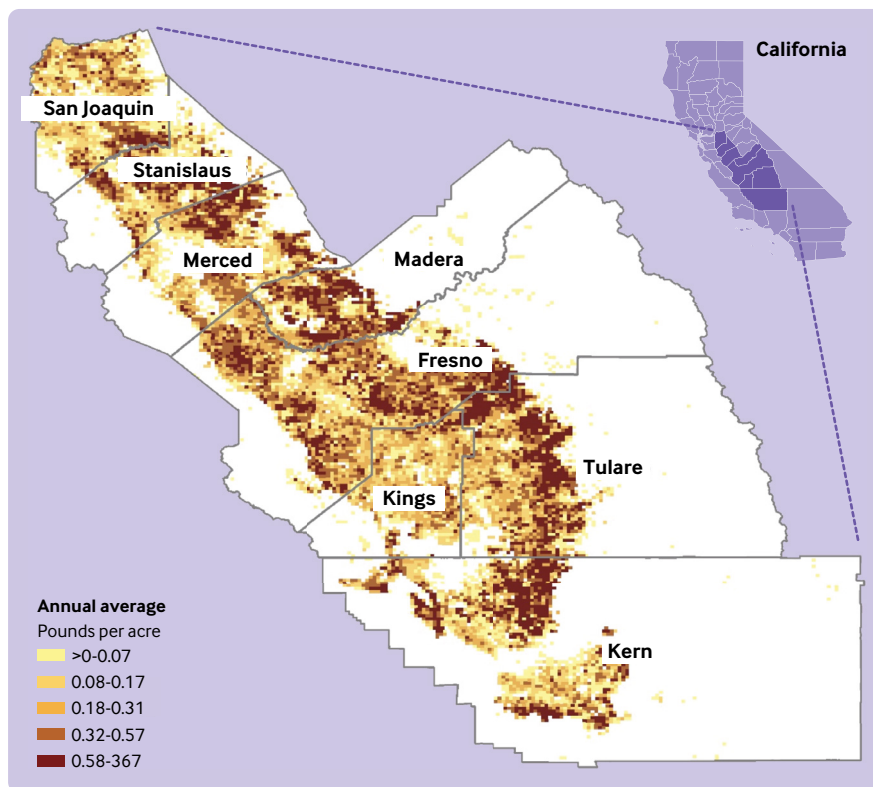 California
San Joaquin
Stanislaus
Merced
Madera
Fresno
Tulare
Kings
Kern
Annual average
Pounds per acre
>0-0.07
0.08-0.17
0.18-0.31
0.32-0.57
0.58-367